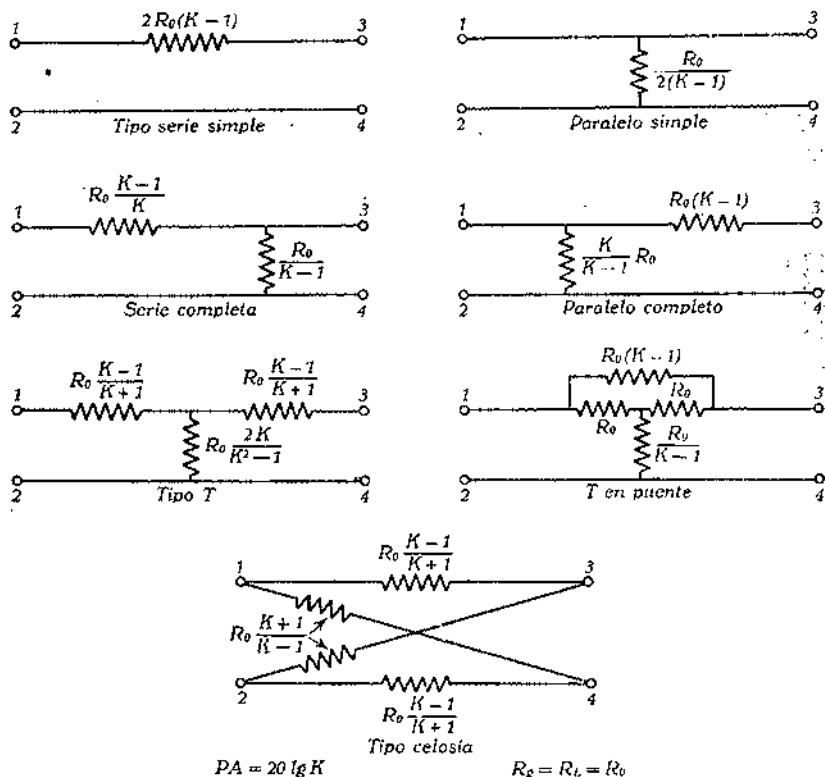 1 2 R₀(K − 1) 3
2 Tipo serie simple 4
1 3
R₀ / 2(K − 1)
2 Paralelo simple 4
1 R₀ (K − 1) / K 3
R₀ / (K − 1)
2 Serie completa 4
1 R₀(K − 1) 3
K / (K − 1) R₀
2 Paralelo completo 4
1 R₀ (K − 1) / (K + 1) R₀ (K − 1) / (K + 1) 3
R₀ 2K / (K² − 1)
2 Tipo T 4
R₀(K − 1)
1 R₀ R₀ 3
R₀ / (K − 1)
2 T en puente 4
R₀ (K − 1) / (K + 1)
1 3
R₀ (K + 1) / (K − 1)
2 4
R₀ (K − 1) / (K + 1)
Tipo celosía
PA = 20 lg K R_g = R_L = R₀